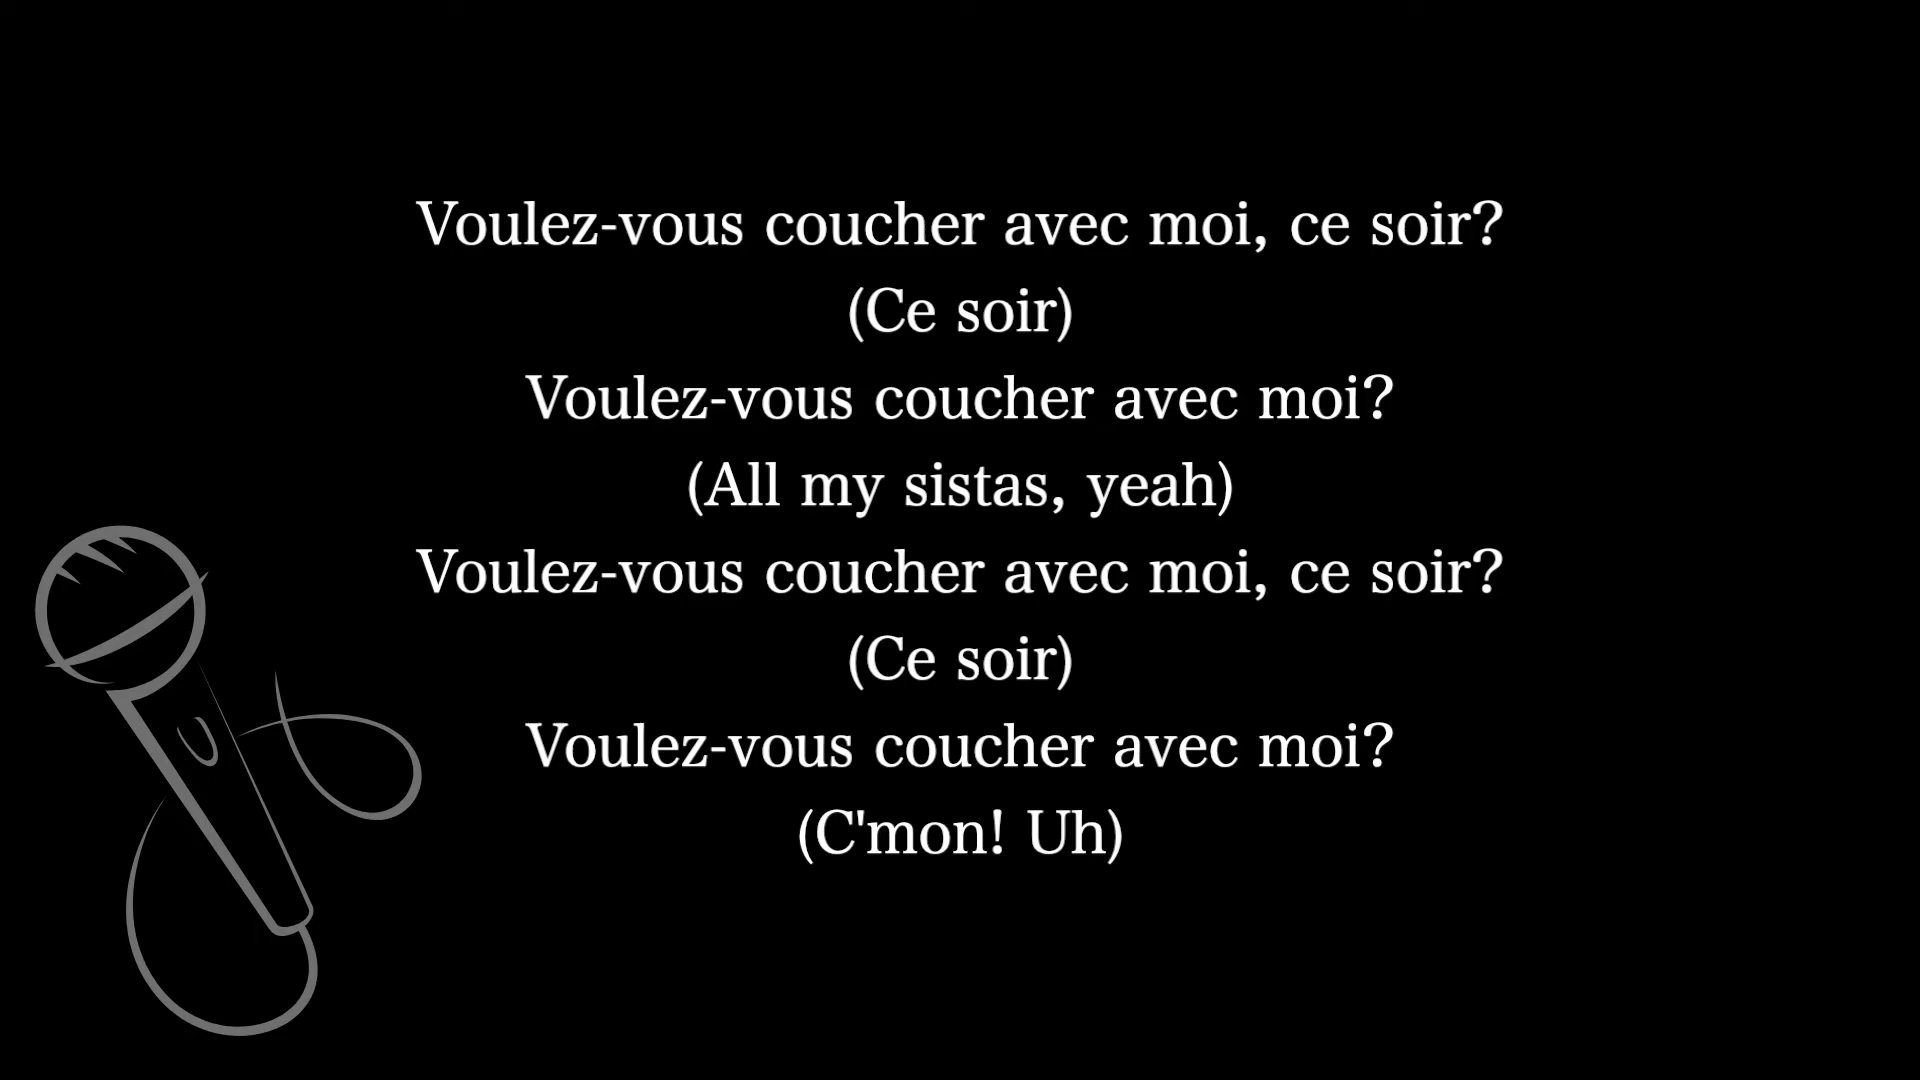 Voulez-vous coucher avec moi, ce soir?
(Ce soir)
Voulez-vous coucher avec moi?
(All my sistas, yeah)
Voulez-vous coucher avec moi, ce soir?
(Ce soir)
Voulez-vous coucher avec moi?
(C'mon! Uh)